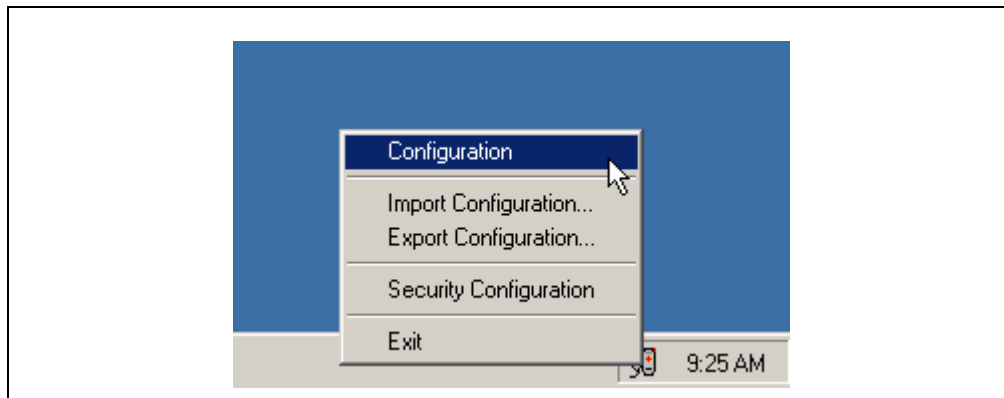 Configuration
Import Configuration...
Export Configuration...
Security Configuration
Exit
9:25 AM